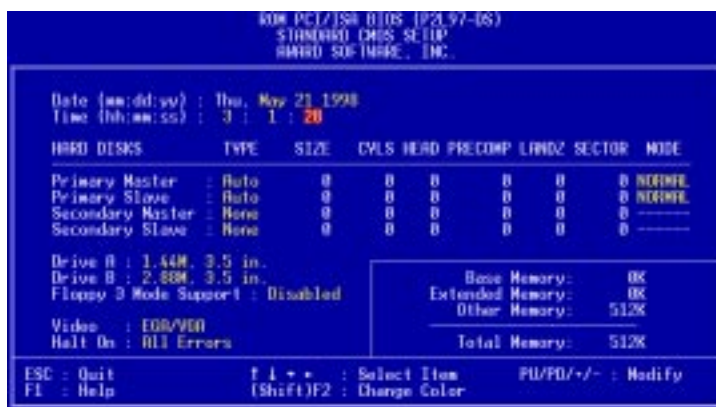 ROM PCI/ISA BIOS (P2L97-DS)
STANDARD CMOS SETUP
AWARD SOFTWARE, INC.
Date (mm:dd:yy) : Thu, May 21 1998
Time (hh:mm:ss) : 3 : 1 : 28
HARD DISKS TYPE SIZE CYLS HEAD PRECOMP LANDZ SECTOR MODE
Primary Master : Auto 0 0 0 0 0 0 NORMAL
Primary Slave : Auto 0 0 0 0 0 0 NORMAL
Secondary Master : None 0 0 0 0 0 0 ------
Secondary Slave : None 0 0 0 0 0 0 ------
Drive A : 1.44M, 3.5 in.
Drive B : 2.88M, 3.5 in.
Floppy 3 Mode Support : Disabled
Video : EGA/VGA
Halt On : All Errors
Base Memory: 0K
Extended Memory: 0K
Other Memory: 512K
Total Memory: 512K
ESC : Quit ↑ ↓ → ← : Select Item PU/PD/+/- : Modify
F1 : Help (Shift)F2 : Change Color